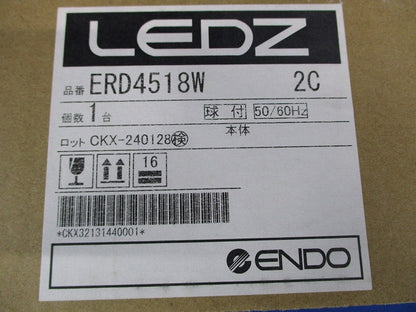 LEDZ
品番 ERD4518W 2C
個数 1台 球付 50/60Hz
本体
ロット CKX-240128 検
16
*CKX32131440001*
ENDO